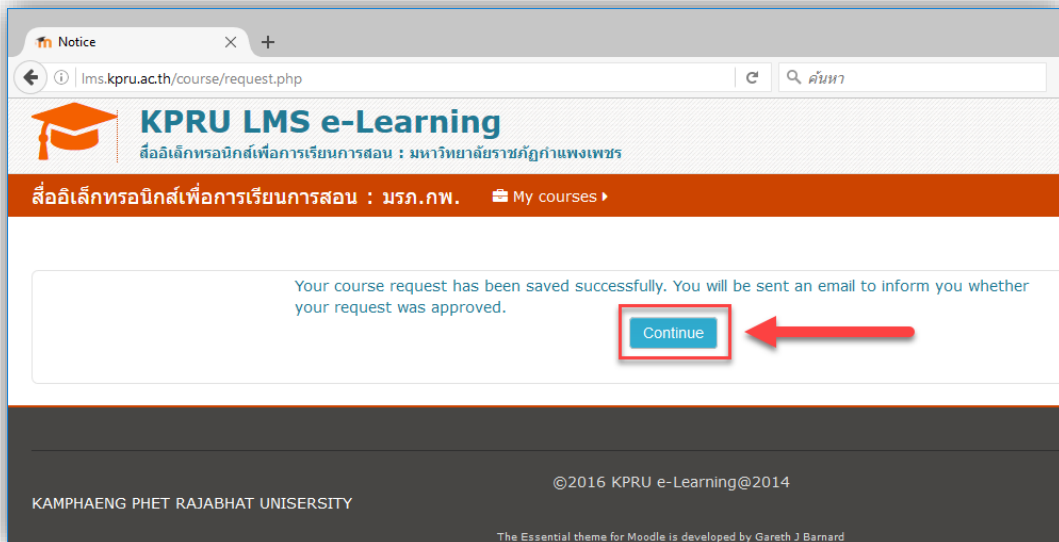 Notice
lms.kpru.ac.th/course/request.php
ค้นหา
KPRU LMS e-Learning
สื่ออิเล็กทรอนิกส์เพื่อการเรียนการสอน : มหาวิทยาลัยราชภัฏกำแพงเพชร
สื่ออิเล็กทรอนิกส์เพื่อการเรียนการสอน : มรภ.กพ.
My courses
Your course request has been saved successfully. You will be sent an email to inform you whether
your request was approved.
Continue
©2016 KPRU e-Learning@2014
KAMPHAENG PHET RAJABHAT UNISERSITY
The Essential theme for Moodle is developed by Gareth J Barnard